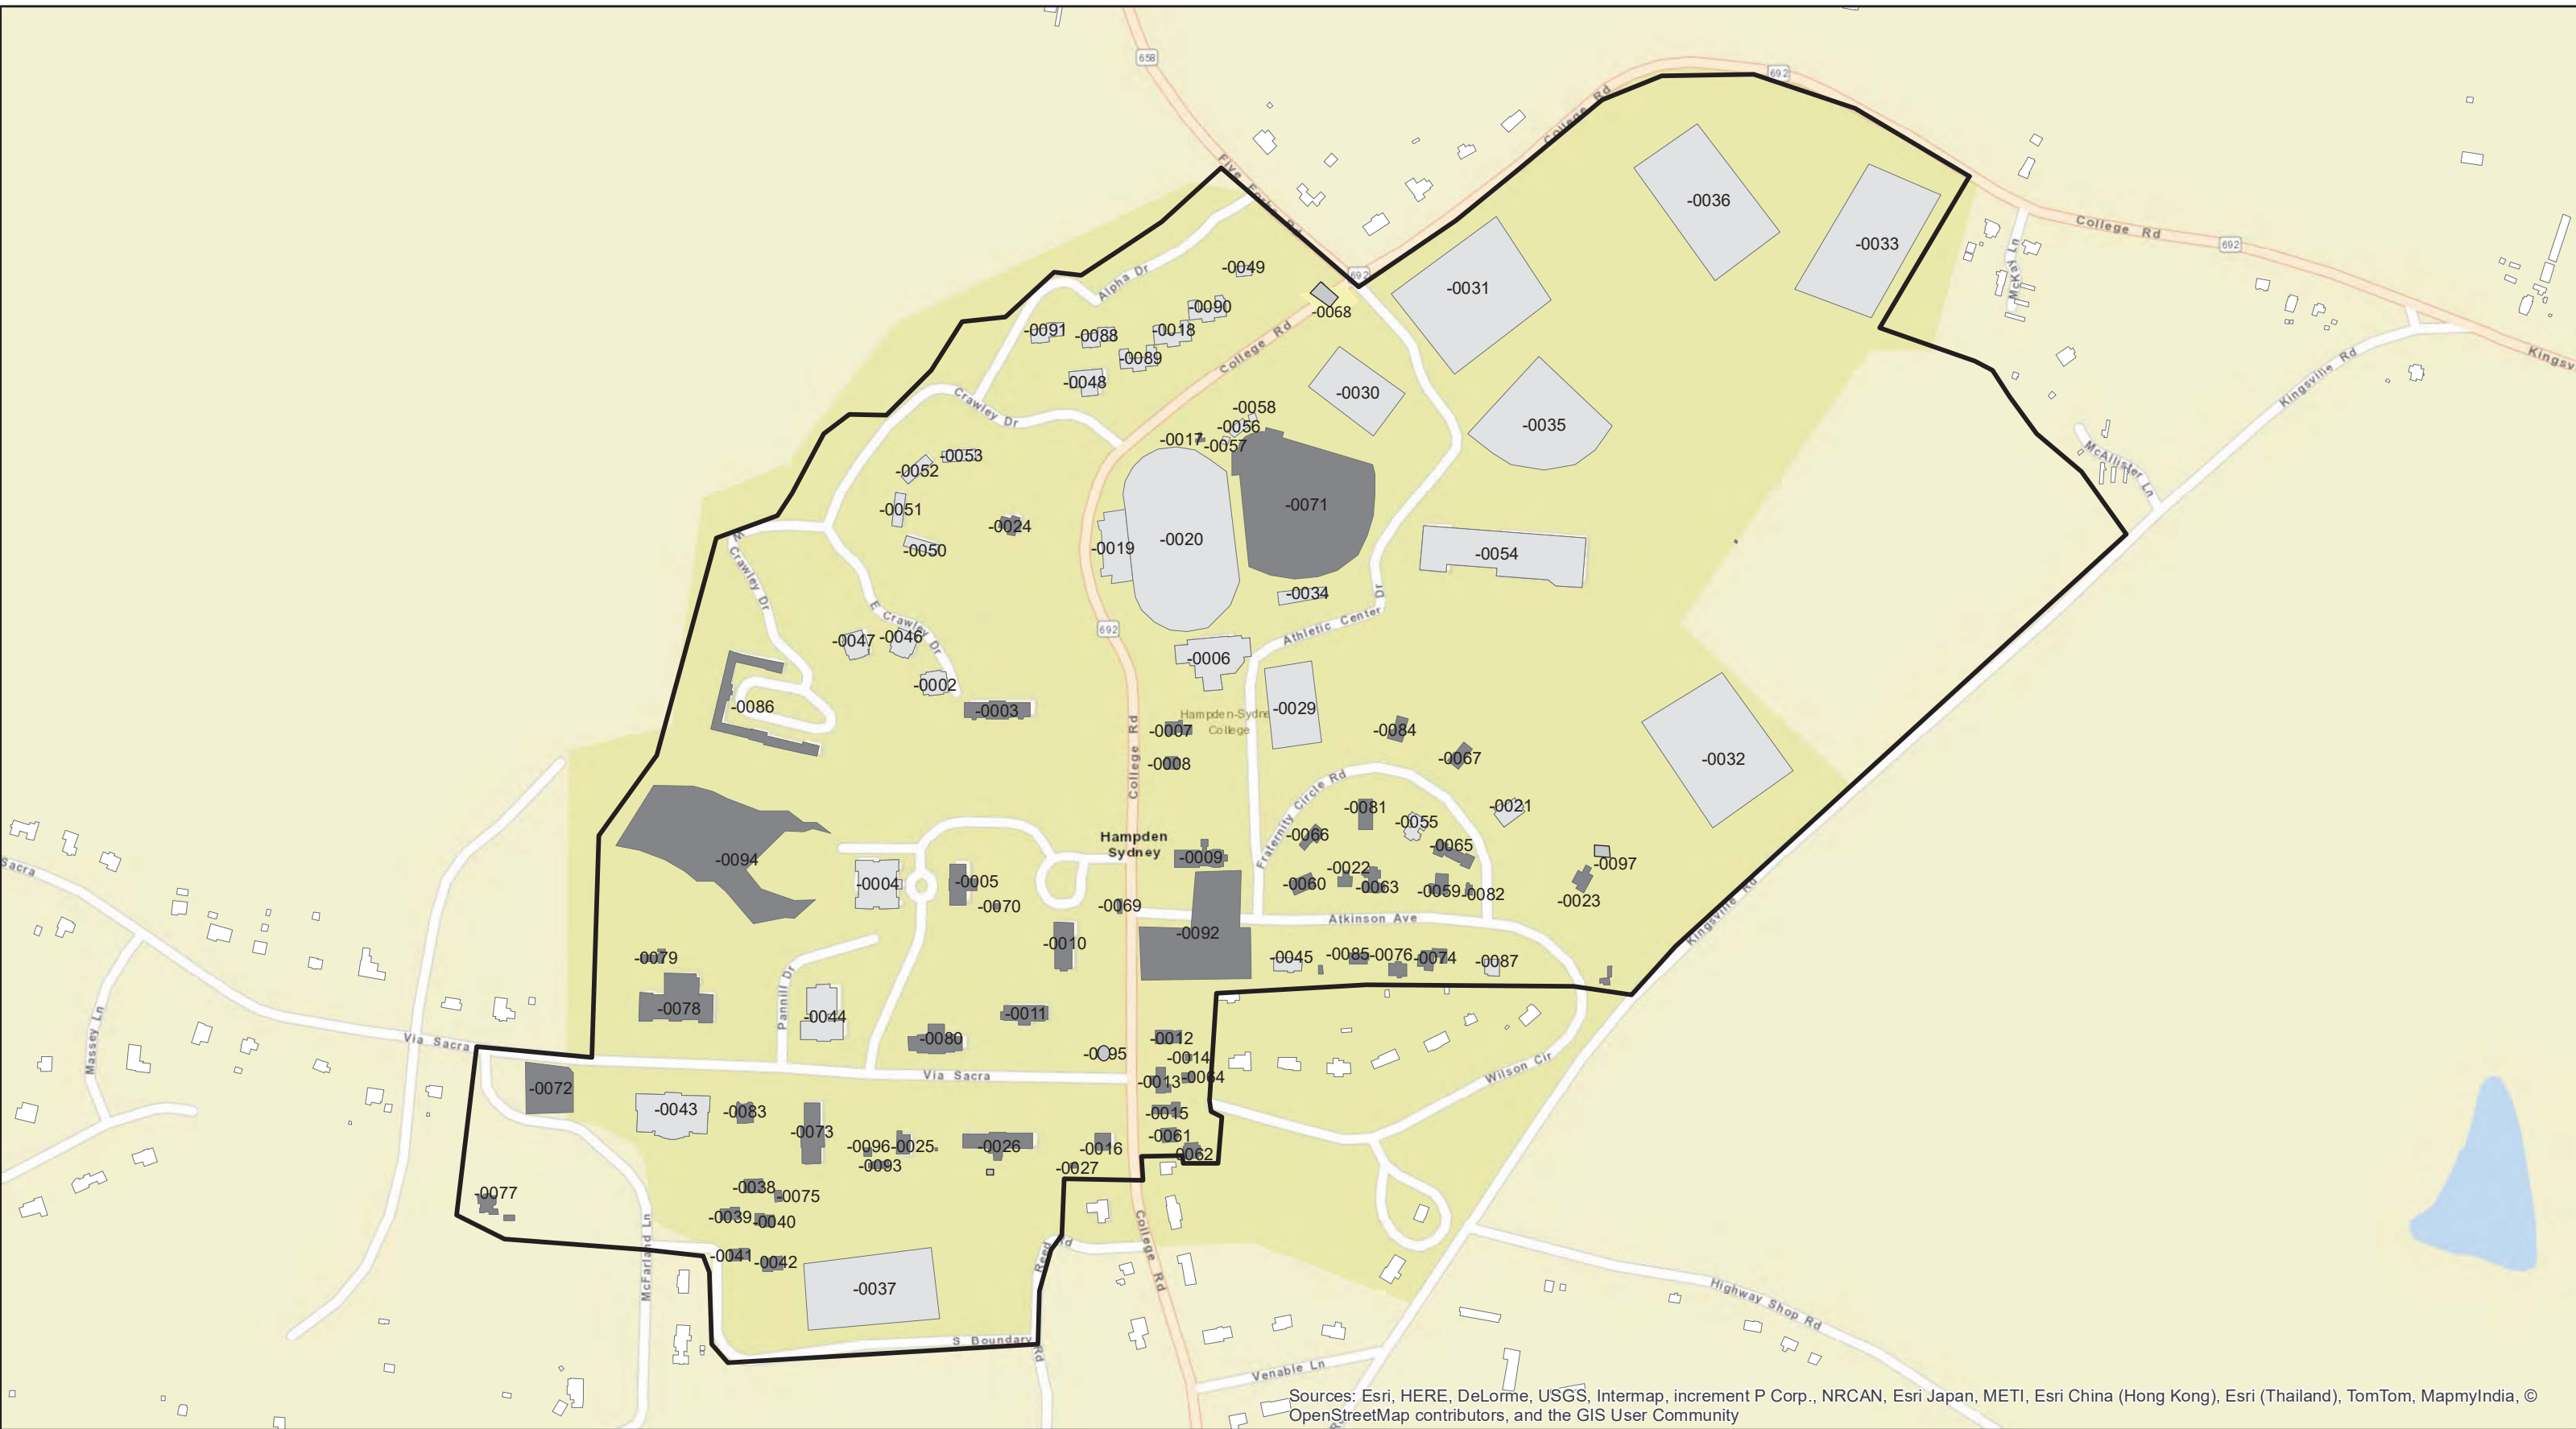 658
692
College Rd
Five Forks Rd
-0036
-0033
College Rd
692
McKay Ln
-0049
692
-0031
Alpha Dr
-0090
-0068
-0091
-0088
-0018
-0089
College Rd
-0048
-0030
Kingsville Rd
Kingsv
Crawley Dr
-0058
-0056
-0017
-0057
-0035
-0053
-0052
McAllister Ln
-0051
-0024
-0071
-0050
-0019
-0020
-0054
W Crawley Dr
-0034
E Crawley Dr
692
Athletic Center Dr
-0047
-0046
-0006
-0002
-0086
-0003
-0029
Hampden-Sydne
College
-0007
-0084
-0008
College Rd
-0067
-0032
Fraternity Circle Rd
-0081
-0021
-0055
Hampden
Sydney
-0066
-0065
-0094
-0009
-0097
Sacra
-0004
-0005
-0022
-0060
-0063
-0059
-0082
-0070
-0069
-0023
Atkinson Ave
-0092
Kingsville Rd
-0010
-0079
-0045
-0085
-0076
-0074
-0087
Pannill Dr
-0078
-0044
-0011
Massey Ln
Via Sacra
-0080
-0012
-0095
-0014
Via Sacra
-0013
-0064
Wilson Cir
-0072
-0043
-0083
-0015
-0073
-0061
-0096
-0025
-0026
-0016
-0062
-0093
-0027
-0038
-0075
-0077
-0039
-0040
McFarland Ln
-0041
-0042
Reed Rd
College Rd
-0037
Highway Shop Rd
S Boundary Rd
Venable Ln
Sources: Esri, HERE, DeLorme, USGS, Intermap, increment P Corp., NRCAN, Esri Japan, METI, Esri China (Hong Kong), Esri (Thailand), TomTom, MapmyIndia, ©
OpenStreetMap contributors, and the GIS User Community